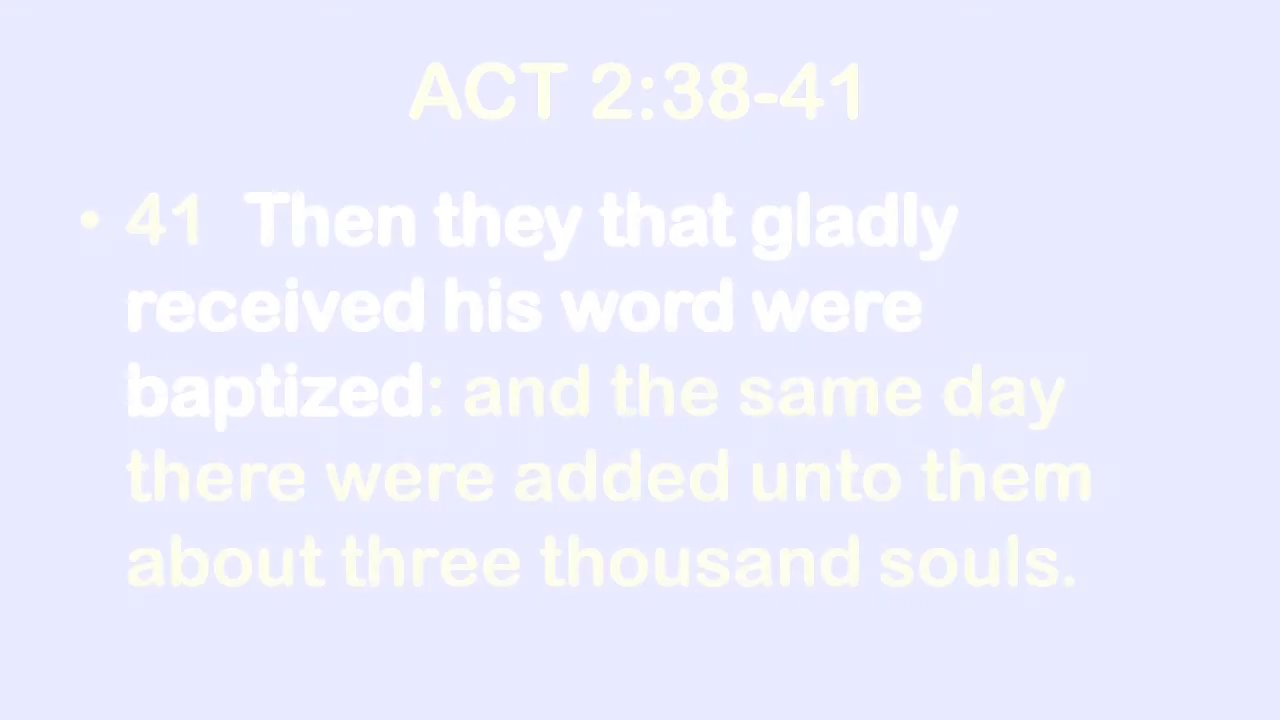 ACT 2:38-41
• 41 Then they that gladly
received his word were
baptized: and the same day
there were added unto them
about three thousand souls.